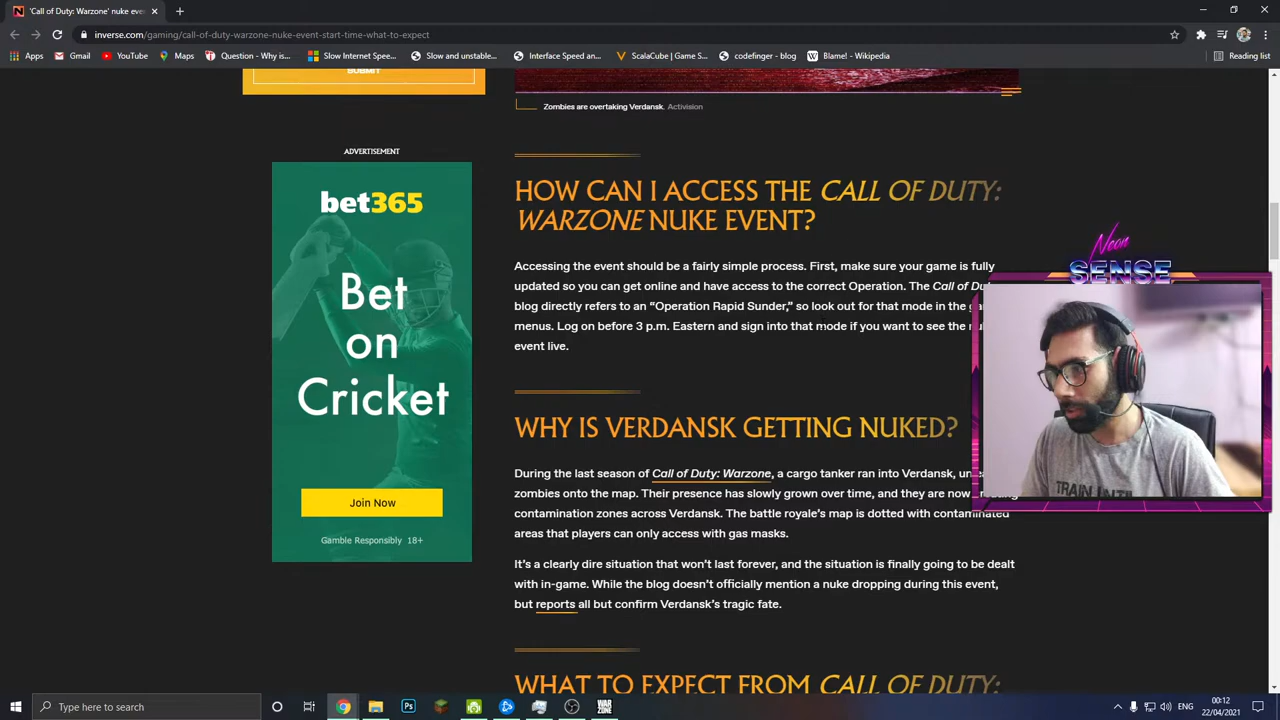 'Call of Duty: Warzone' nuke eve
inverse.com/gaming/call-of-duty-warzone-nuke-event-start-time-what-to-expect
Apps
Gmail
YouTube
Maps
Question - Why is...
Slow Internet Spee...
Slow and unstable...
Interface Speed an...
ScalaCube | Game S...
codefinger - blog
Blame! - Wikipedia
Reading list
SUBMIT
Zombies are overtaking Verdansk. Activision
ADVERTISEMENT
bet365
Bet
on
Cricket
Join Now
Gamble Responsibly 18+
HOW CAN I ACCESS THE CALL OF DUTY:
WARZONE NUKE EVENT?
Accessing the event should be a fairly simple process. First, make sure your game is fully
updated so you can get online and have access to the correct Operation. The Call of Du
blog directly refers to an “Operation Rapid Sunder,” so look out for that mode in the ga
menus. Log on before 3 p.m. Eastern and sign into that mode if you want to see the
event live.
WHY IS VERDANSK GETTING NUKED?
During the last season of Call of Duty: Warzone, a cargo tanker ran into Verdansk,
zombies onto the map. Their presence has slowly grown over time, and they are now
contamination zones across Verdansk. The battle royale’s map is dotted with contaminated
areas that players can only access with gas masks.
It’s a clearly dire situation that won’t last forever, and the situation is finally going to be dealt
with in-game. While the blog doesn’t officially mention a nuke dropping during this event,
but reports all but confirm Verdansk’s tragic fate.
WHAT TO EXPECT FROM CALL OF DUTY:
Neon
SENSE
TRAIN
Type here to search
WAR
ZONE
ENG
00:12
22/04/2021